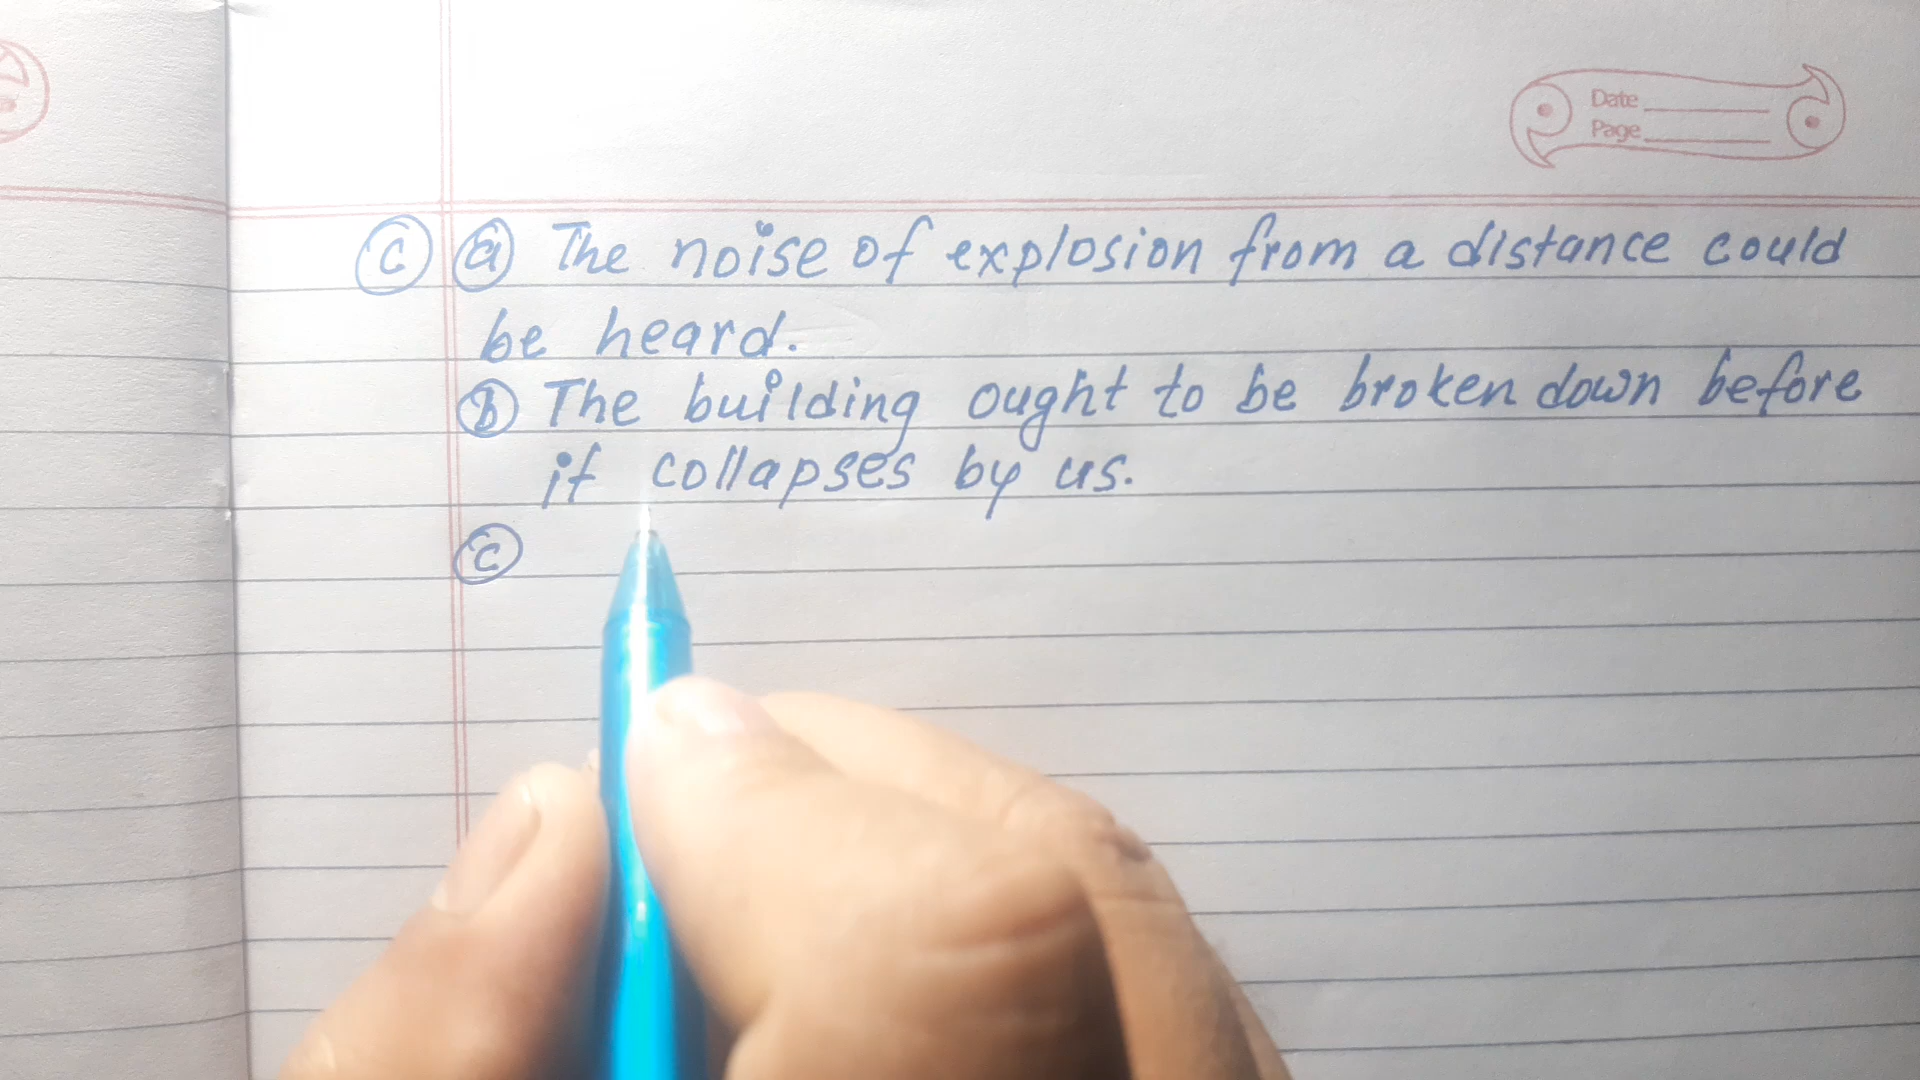 Date
Page
C a The noise of explosion from a distance could
be heard.
b The building ought to be broken down before
it collapses by us.
c